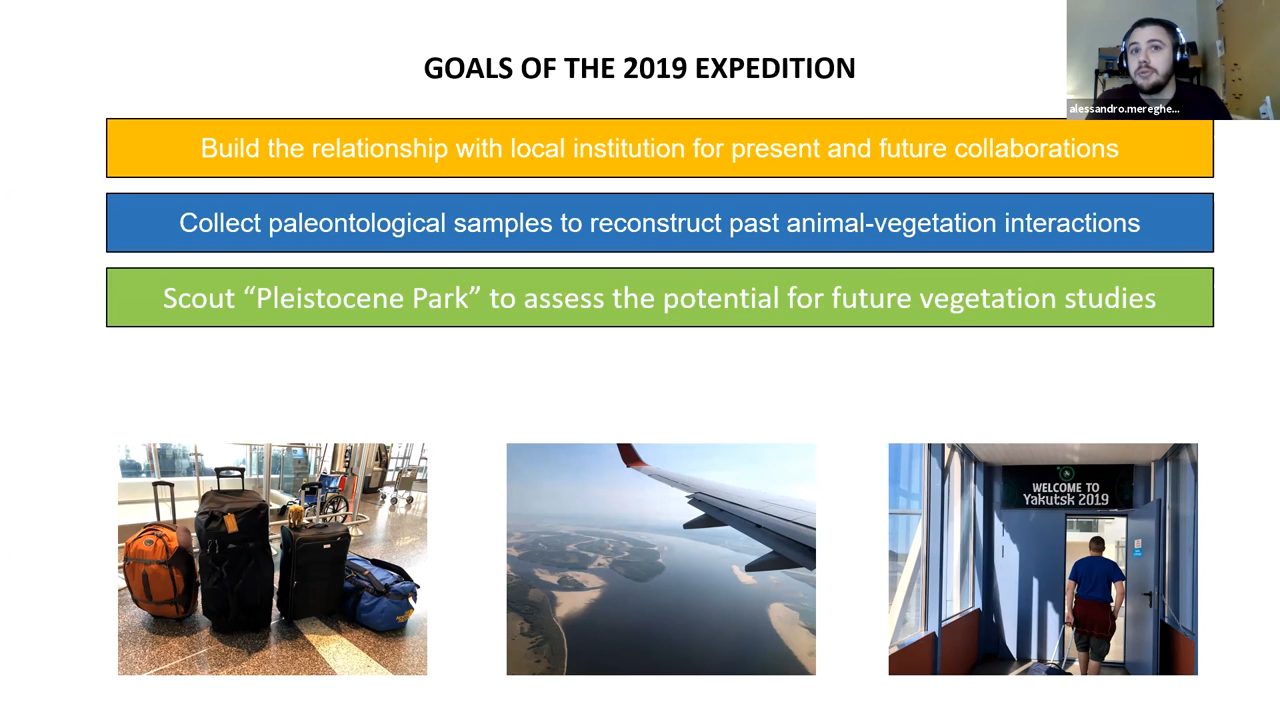 GOALS OF THE 2019 EXPEDITION
alessandro.mereghe...
Build the relationship with local institution for present and future collaborations
Collect paleontological samples to reconstruct past animal-vegetation interactions
Scout “Pleistocene Park” to assess the potential for future vegetation studies
WELCOME TO
Yakutsk 2019